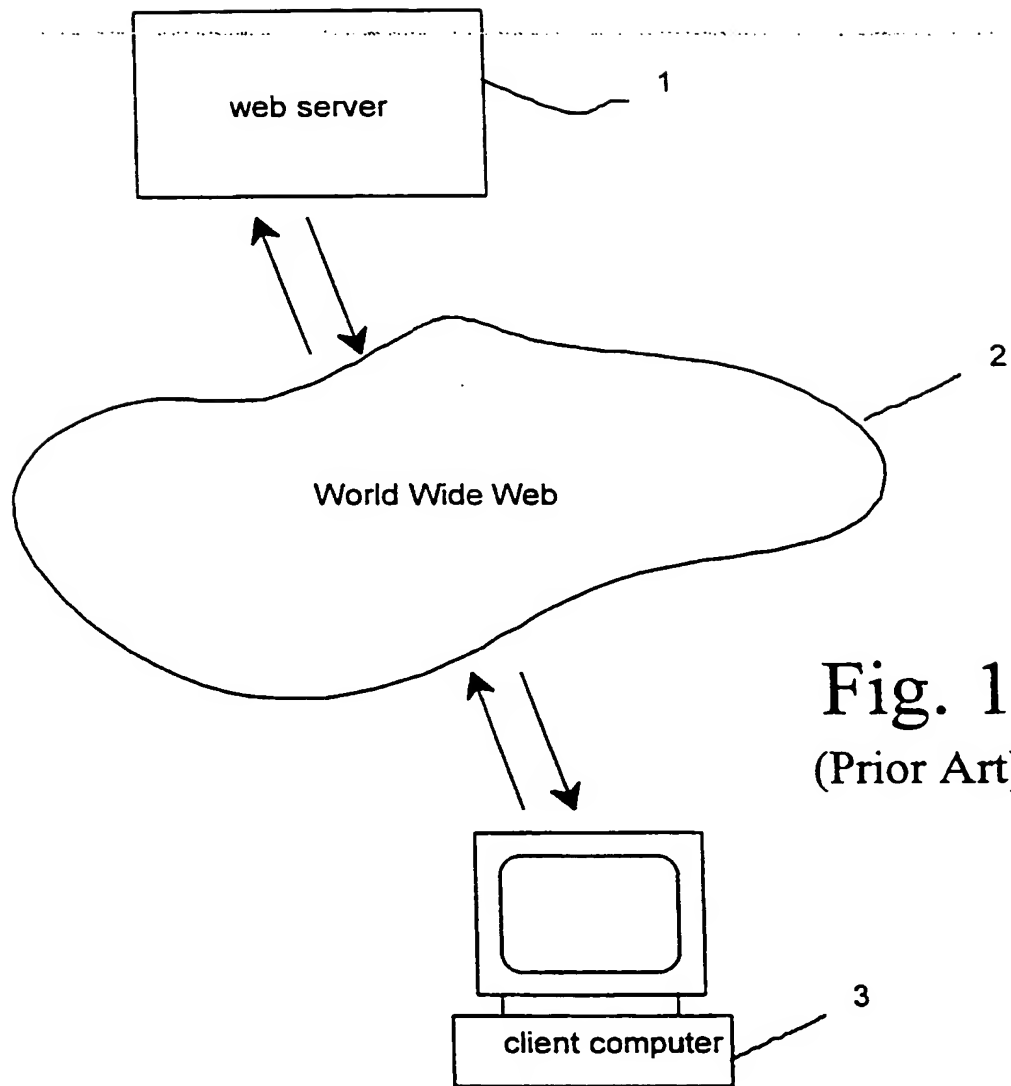 web server
1
2
World Wide Web
Fig. 1
(Prior Art)
client computer
3